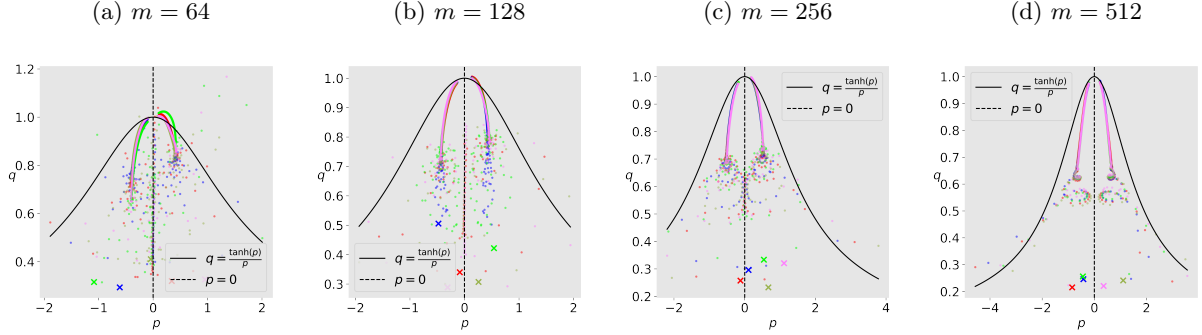 (a) m = 64
(b) m = 128
(c) m = 256
(d) m = 512
1.2
1.0
0.8
q
0.6
0.4
q = tanh(p)/p
p = 0
−2 −1 0 1 2
p
1.0
0.9
0.8
0.7
q
0.6
0.5
0.4
0.3
q = tanh(p)/p
p = 0
−2 −1 0 1 2
p
1.0
0.9
0.8
0.7
q
0.6
0.5
0.4
0.3
0.2
q = tanh(p)/p
p = 0
−2 0 2 4
p
1.0
0.9
0.8
0.7
q
0.6
0.5
0.4
0.3
0.2
q = tanh(p)/p
p = 0
−4 −2 0 2
p